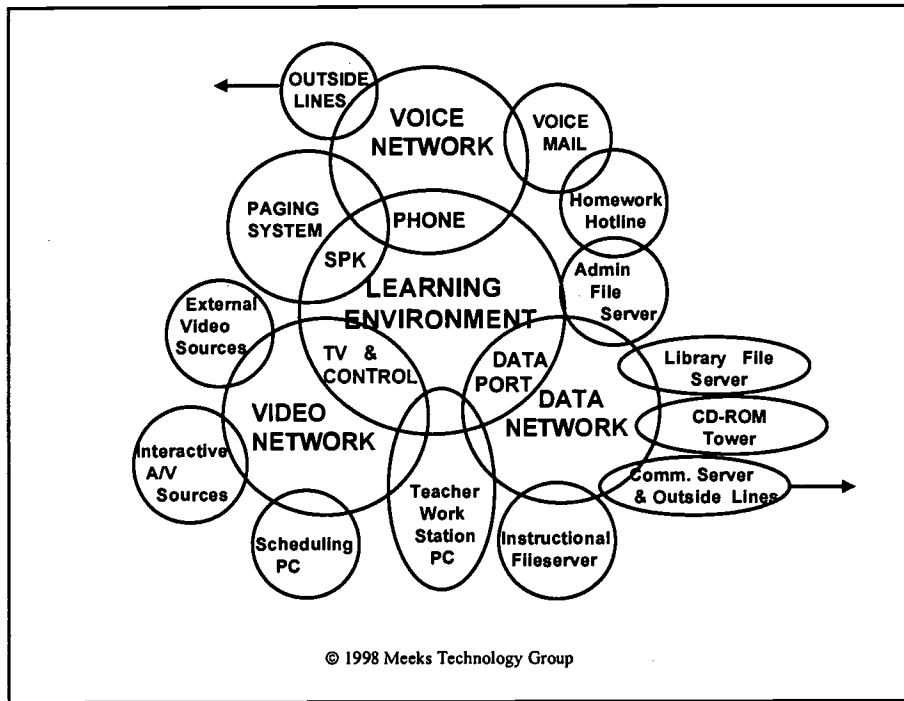 OUTSIDE
LINES
VOICE
NETWORK
VOICE
MAIL
PAGING
SYSTEM
PHONE
Homework
Hotline
SPK
LEARNING
ENVIRONMENT
Admin
File
Server
External
Video
Sources
TV &
CONTROL
DATA
PORT
Library File
Server
VIDEO
NETWORK
DATA
NETWORK
CD-ROM
Tower
Interactive
A/V
Sources
Comm. Server
& Outside Lines
Teacher
Work
Station
PC
Scheduling
PC
Instructional
Fileserver
© 1998 Meeks Technology Group